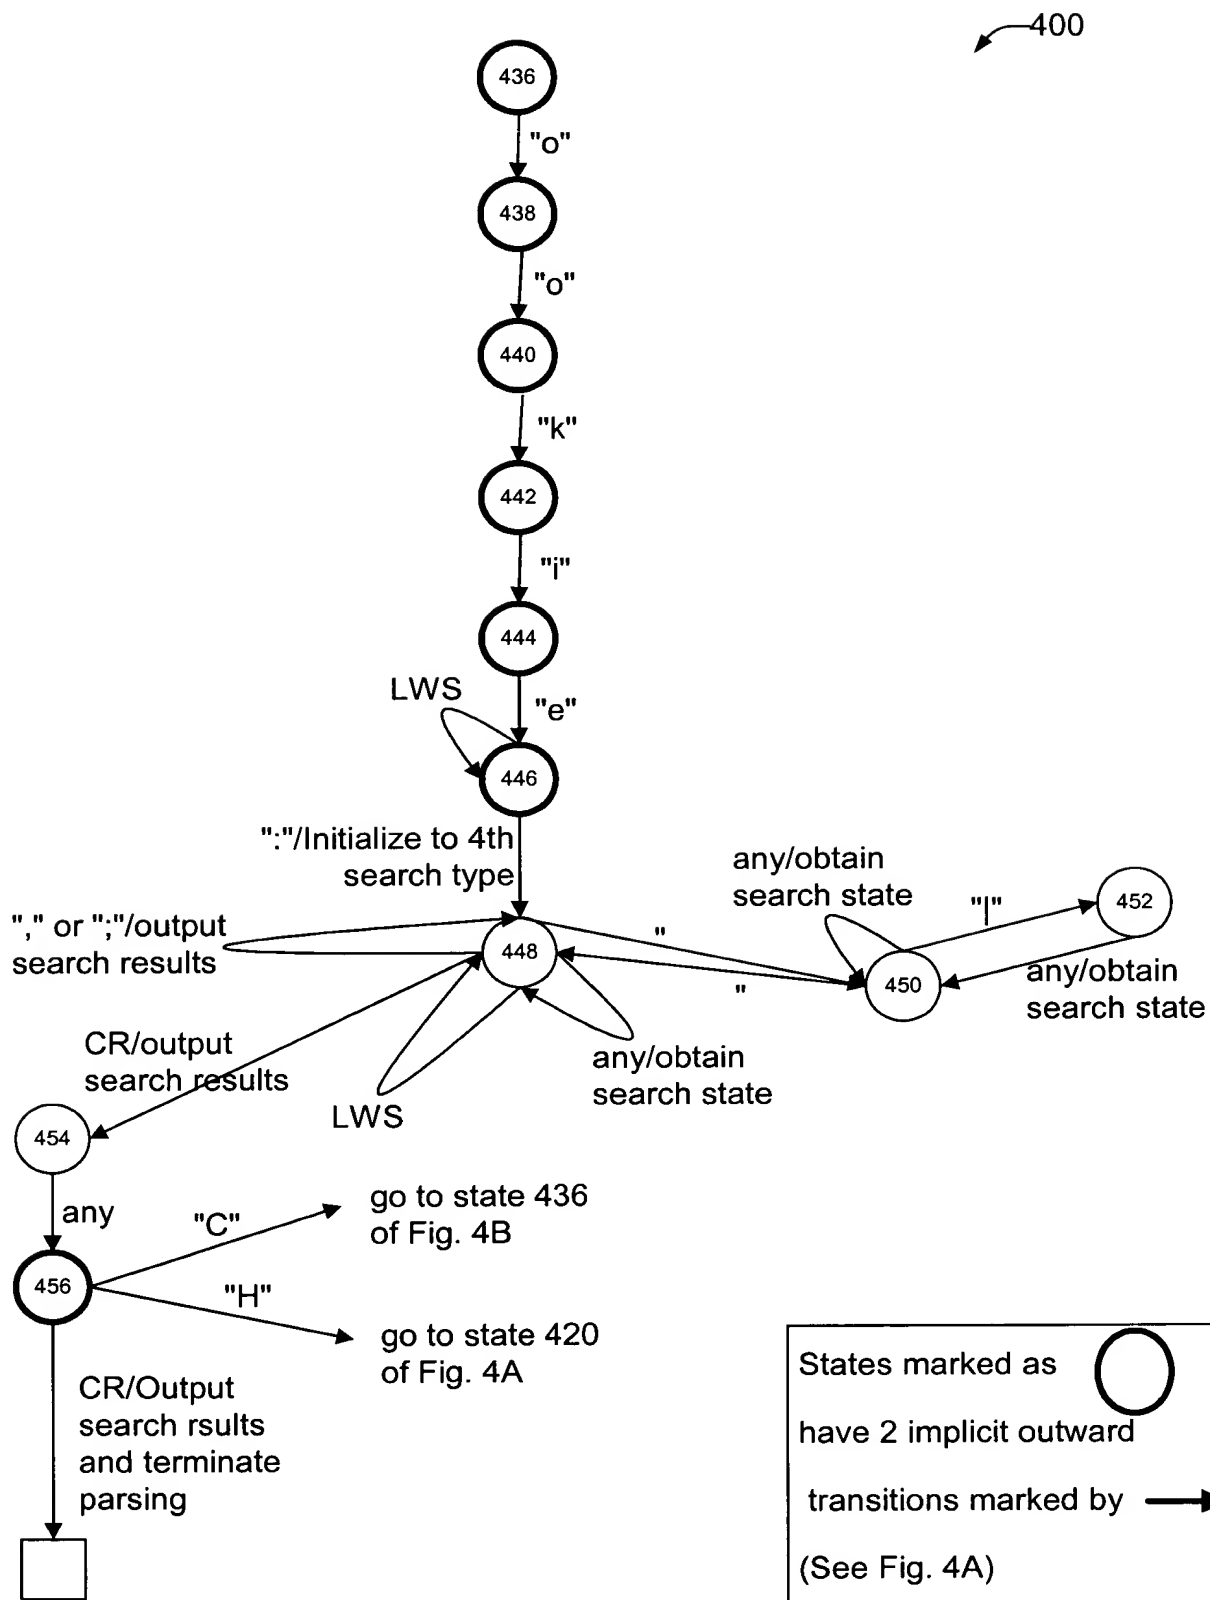 400
436
"o"
438
"o"
440
"k"
442
"i"
444
LWS
"e"
446
":"/Initialize to 4th
search type
any/obtain
search state
"|"
452
"," or ";"/output
search results
448
"
"
450
any/obtain
search state
CR/output
search results
any/obtain
search state
LWS
454
any
"C"
go to state 436
of Fig. 4B
456
"H"
go to state 420
of Fig. 4A
CR/Output
search rsults
and terminate
parsing
States marked as
have 2 implicit outward
transitions marked by
(See Fig. 4A)